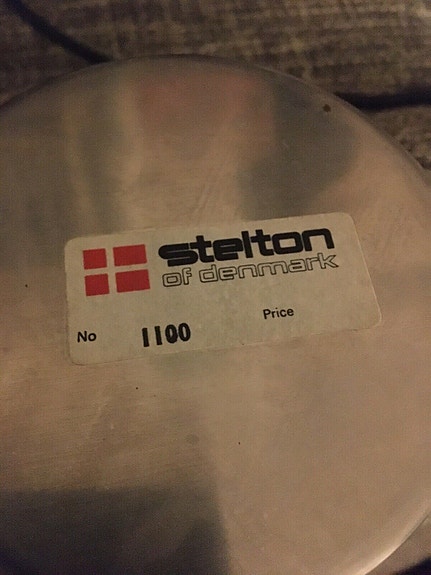 stelton
of denmark
No 1100 Price